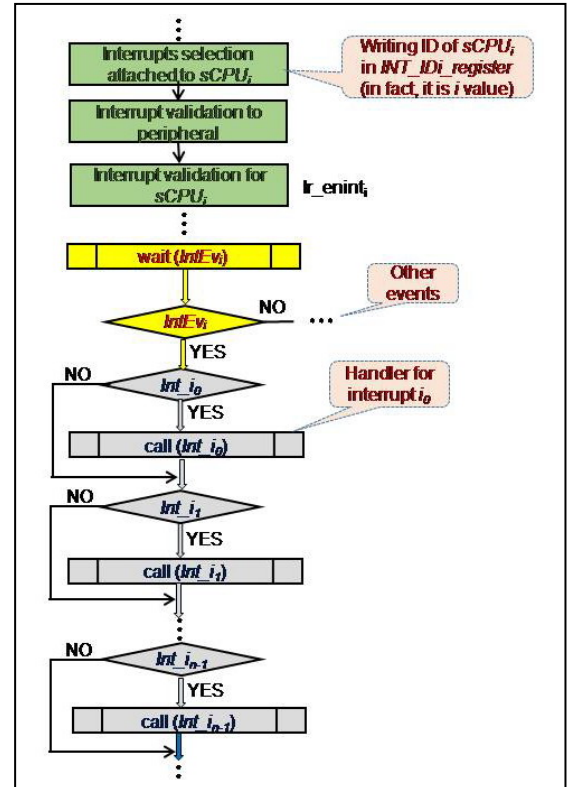 Interrupts selection
attached to sCPUi
Writing ID of sCPUi
in INT_IDi_register
(in fact, it is i value)
Interrupt validation to
peripheral
Interrupt validation for
sCPUi
lr_eninti
wait (IntEvi)
Other
events
IntEvi
NO
...
YES
NO
Int_i0
Handler for
interrupt i0
YES
call (Int_i0)
NO
Int_i1
YES
call (Int_i1)
NO
Int_in-1
YES
call (Int_in-1)